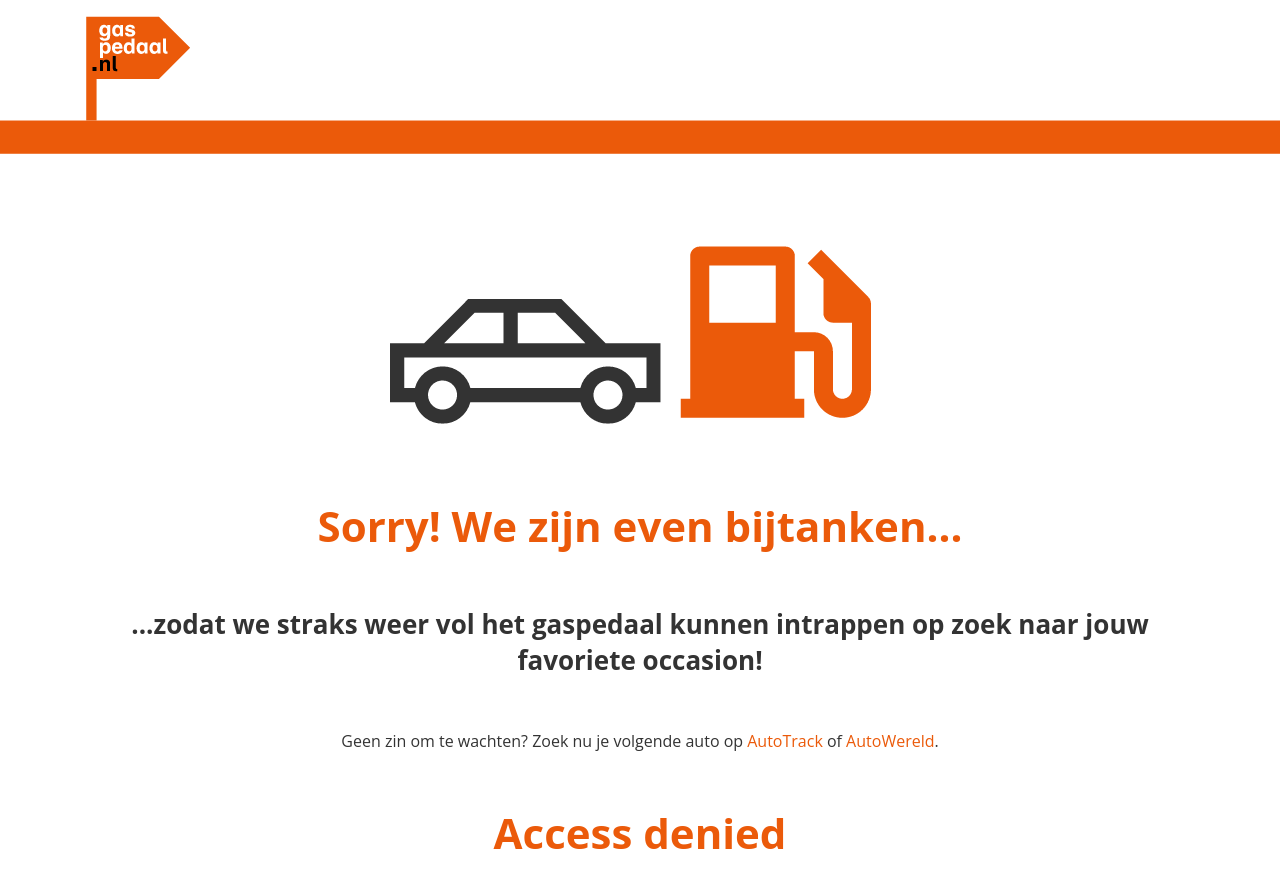 gas
pedaal
.nl
Sorry! We zijn even bijtanken...
...zodat we straks weer vol het gaspedaal kunnen intrappen op zoek naar jouw
favoriete occasion!
Geen zin om te wachten? Zoek nu je volgende auto op AutoTrack of AutoWereld.
Access denied